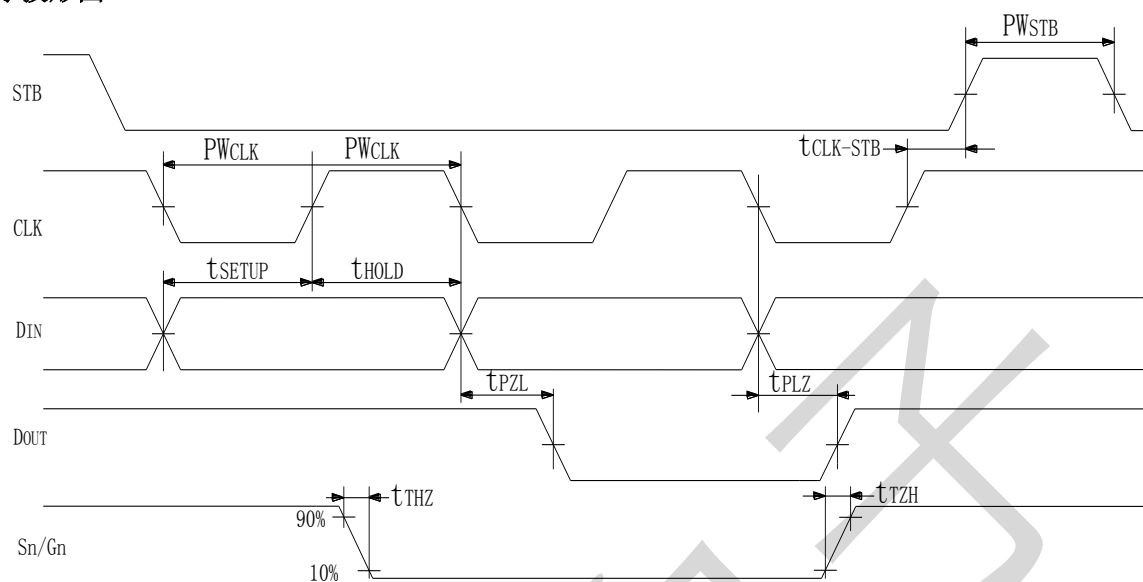 PWSTB
STB
tCLK-STB
PWCLK PWCLK
CLK
tSETUP tHOLD
DIN
tPZL tPLZ
DOUT
tTHZ tTZH
90%
Sn/Gn
10%